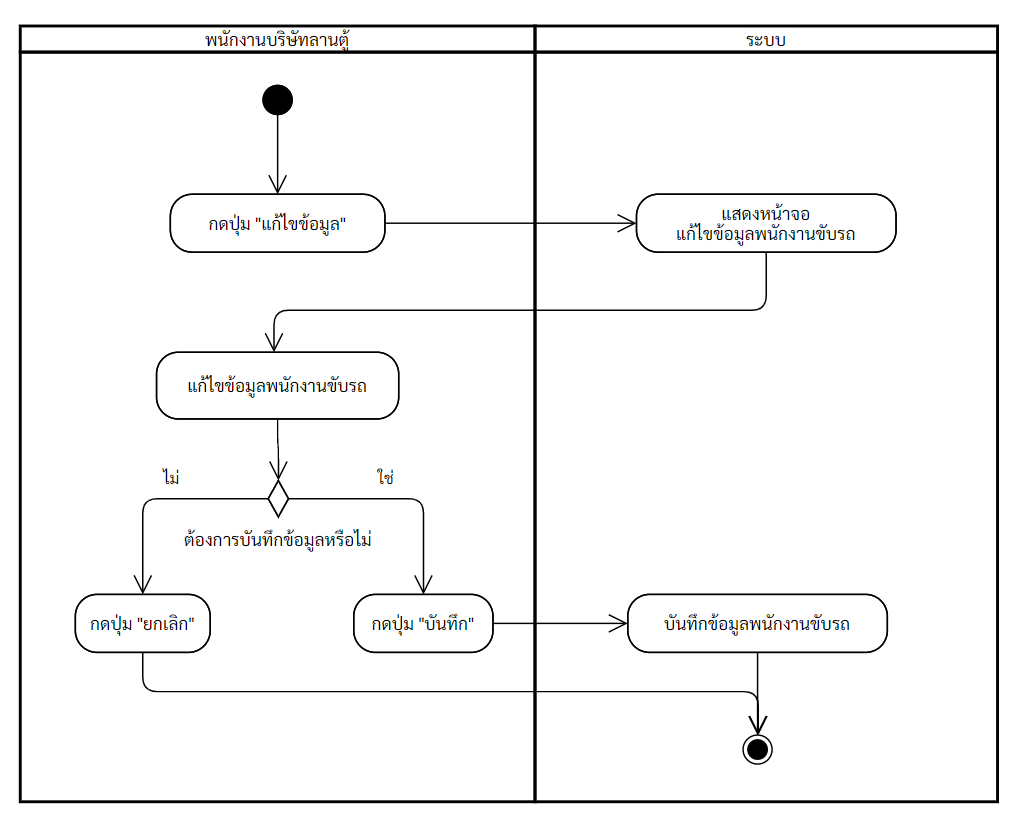 พนักงานบริษัทลานตู้
ระบบ
กดปุ่ม "แก้ไขข้อมูล"
แสดงหน้าจอ
แก้ไขข้อมูลพนักงานขับรถ
แก้ไขข้อมูลพนักงานขับรถ
ไม่
ใช่
ต้องการบันทึกข้อมูลหรือไม่
กดปุ่ม "ยกเลิก"
กดปุ่ม "บันทึก"
บันทึกข้อมูลพนักงานขับรถ